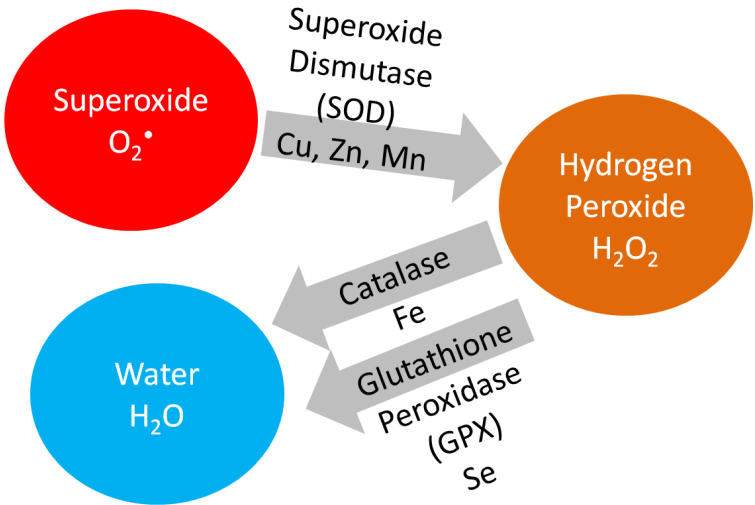 Superoxide
O₂•
Superoxide
Dismutase
(SOD)
Cu, Zn, Mn
Hydrogen
Peroxide
H₂O₂
Catalase
Fe
Glutathione
Peroxidase
(GPX)
Se
Water
H₂O